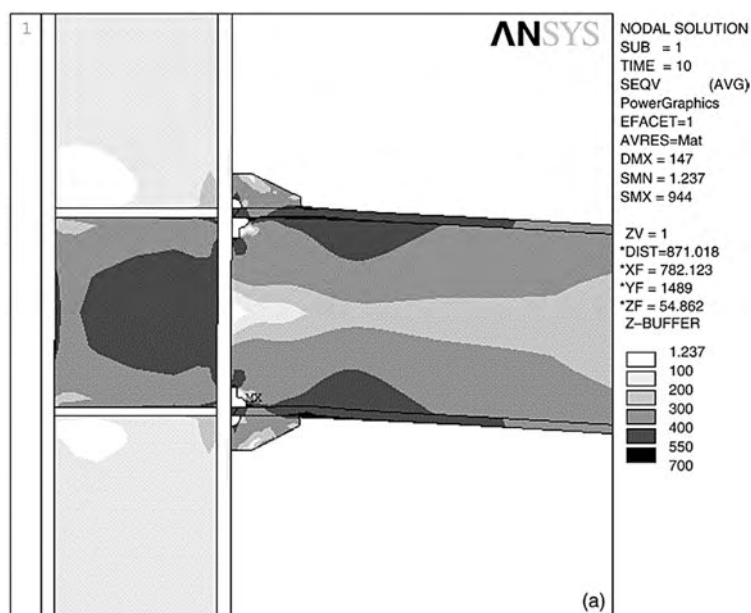 1
ANSYS
NODAL SOLUTION
SUB = 1
TIME = 10
SEQV (AVG)
PowerGraphics
EFACET=1
AVRES=Mat
DMX = 147
SMN = 1.237
SMX = 944
ZV = 1
*DIST=871.018
*XF = 782.123
*YF = 1489
*ZF = 54.862
Z-BUFFER
1.237
100
200
300
400
550
700
MX
(a)